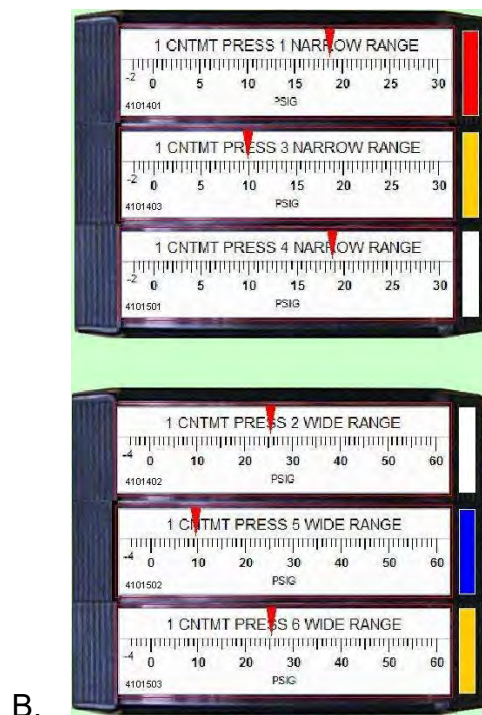 1 CNTMT PRESS 1 NARROW RANGE
-2 0 5 10 15 20 25 30
PSIG
4101401
1 CNTMT PRESS 3 NARROW RANGE
-2 0 5 10 15 20 25 30
PSIG
4101403
1 CNTMT PRESS 4 NARROW RANGE
-2 0 5 10 15 20 25 30
PSIG
4101501
1 CNTMT PRESS 2 WIDE RANGE
-4 0 10 20 30 40 50 60
PSIG
4101402
1 CNTMT PRESS 5 WIDE RANGE
-4 0 10 20 30 40 50 60
PSIG
4101502
1 CNTMT PRESS 6 WIDE RANGE
-4 0 10 20 30 40 50 60
PSIG
4101503
B.